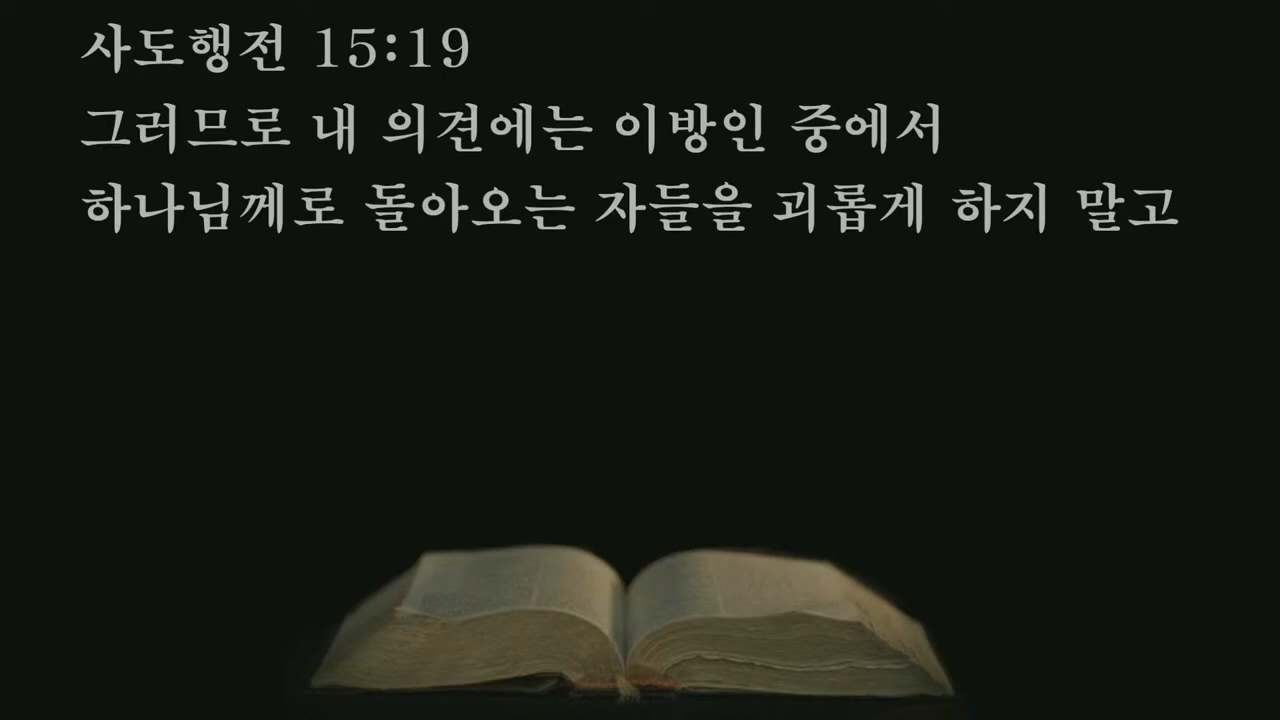 사도행전 15:19
그러므로 내 의견에는 이방인 중에서
하나님께로 돌아오는 자들을 괴롭게 하지 말고